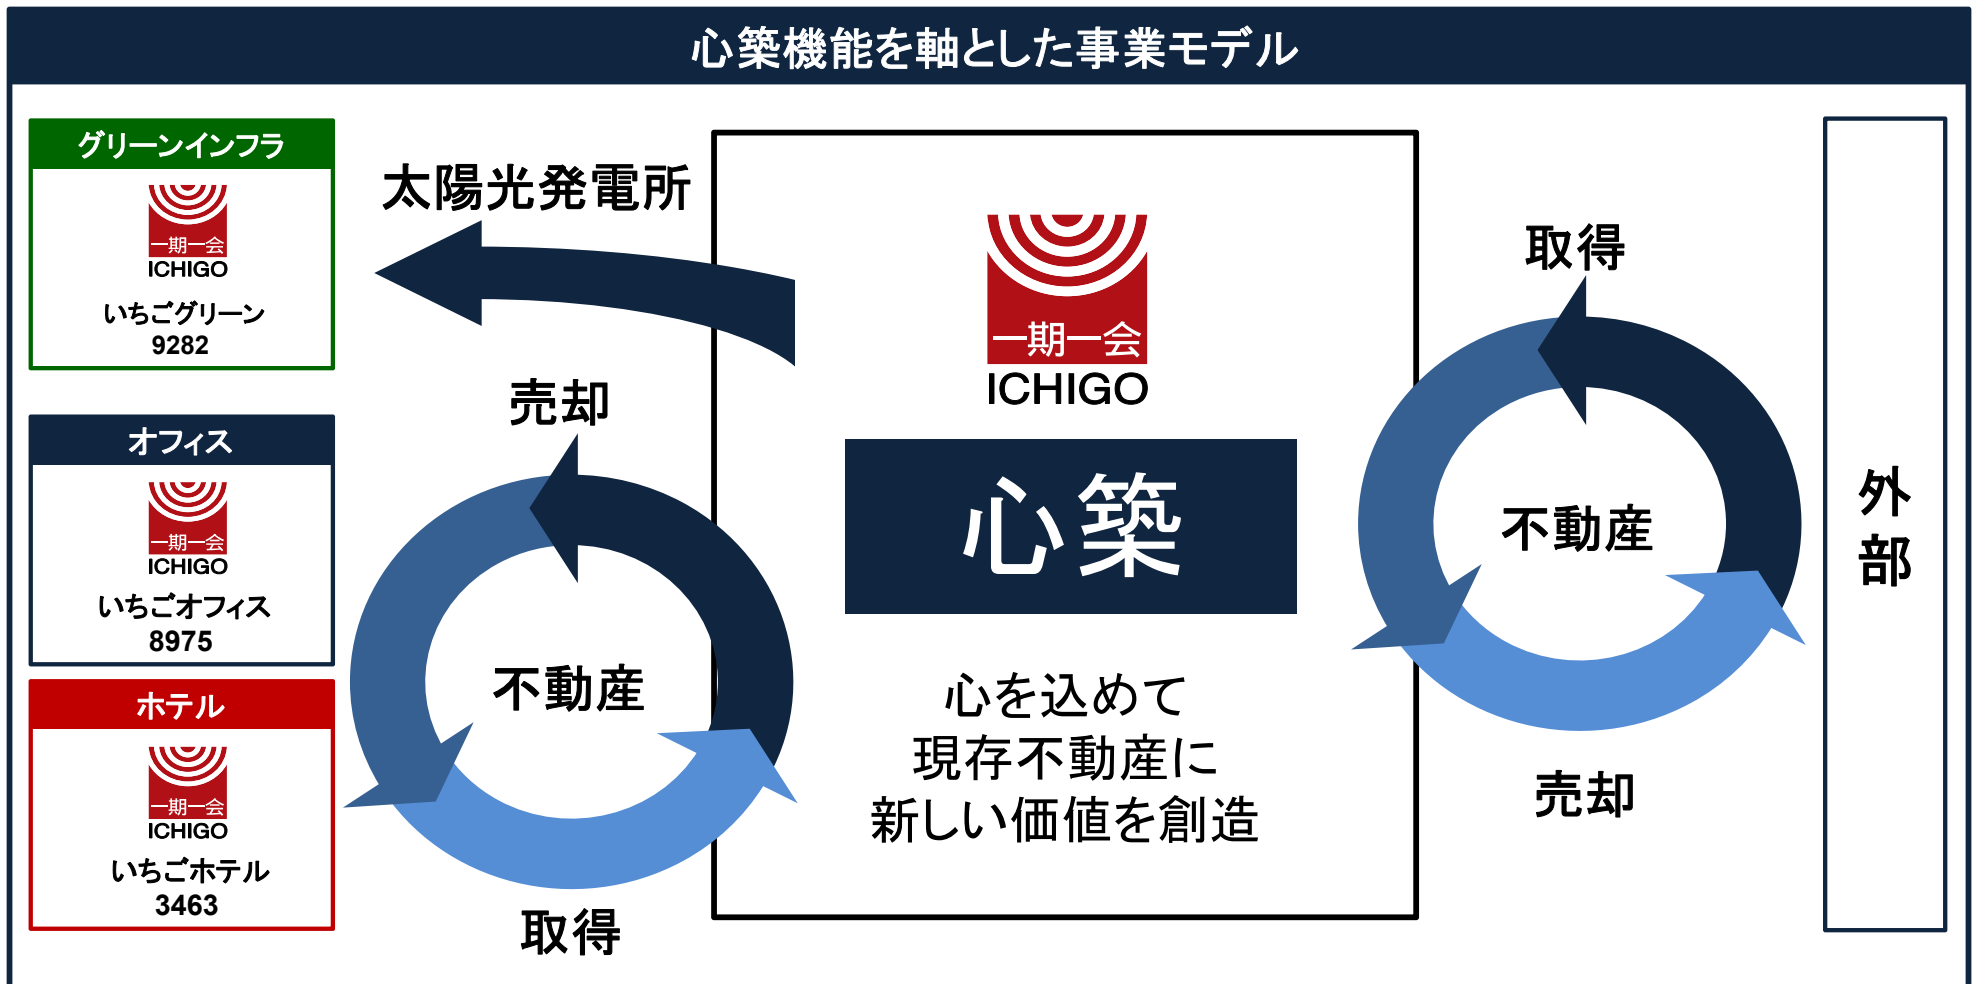 心築機能を軸とした事業モデル
グリーンインフラ
一期一会
ICHIGO
いちごグリーン
9282
オフィス
一期一会
ICHIGO
いちごオフィス
8975
ホテル
一期一会
ICHIGO
いちごホテル
3463
太陽光発電所
売却
不動産
取得
一期一会
ICHIGO
心築
心を込めて
現存不動産に
新しい価値を創造
取得
不動産
売却
外部